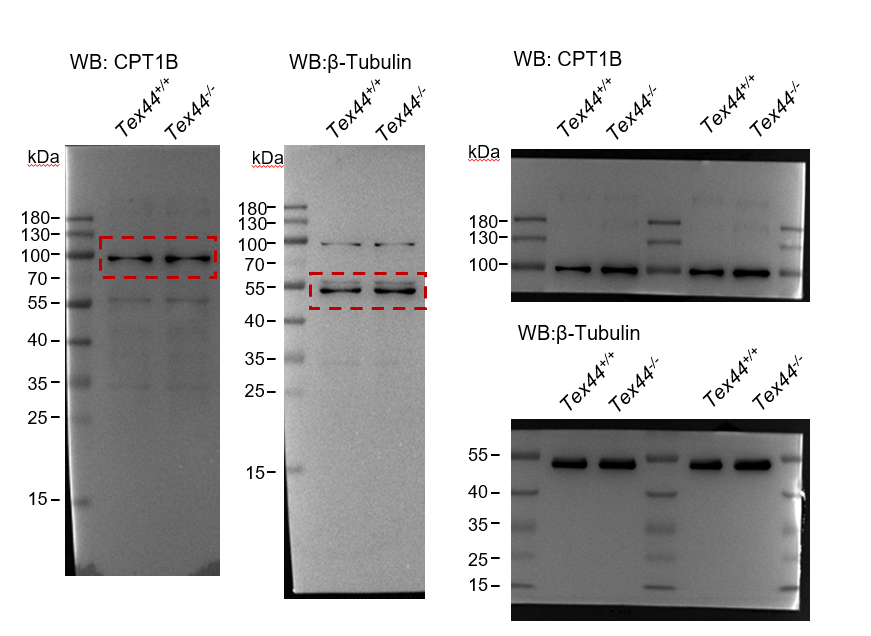 WB: CPT1B
Tex44+/+
Tex44-/-
kDa
180
130
100
70
55
40
35
25
15
WB:β-Tubulin
Tex44+/+
Tex44-/-
kDa
180
130
100
70
55
40
35
25
15
WB: CPT1B
Tex44+/+
Tex44-/-
Tex44+/+
Tex44-/-
kDa
180
130
100
WB:β-Tubulin
Tex44+/+
Tex44-/-
Tex44+/+
Tex44-/-
55
40
35
25
15